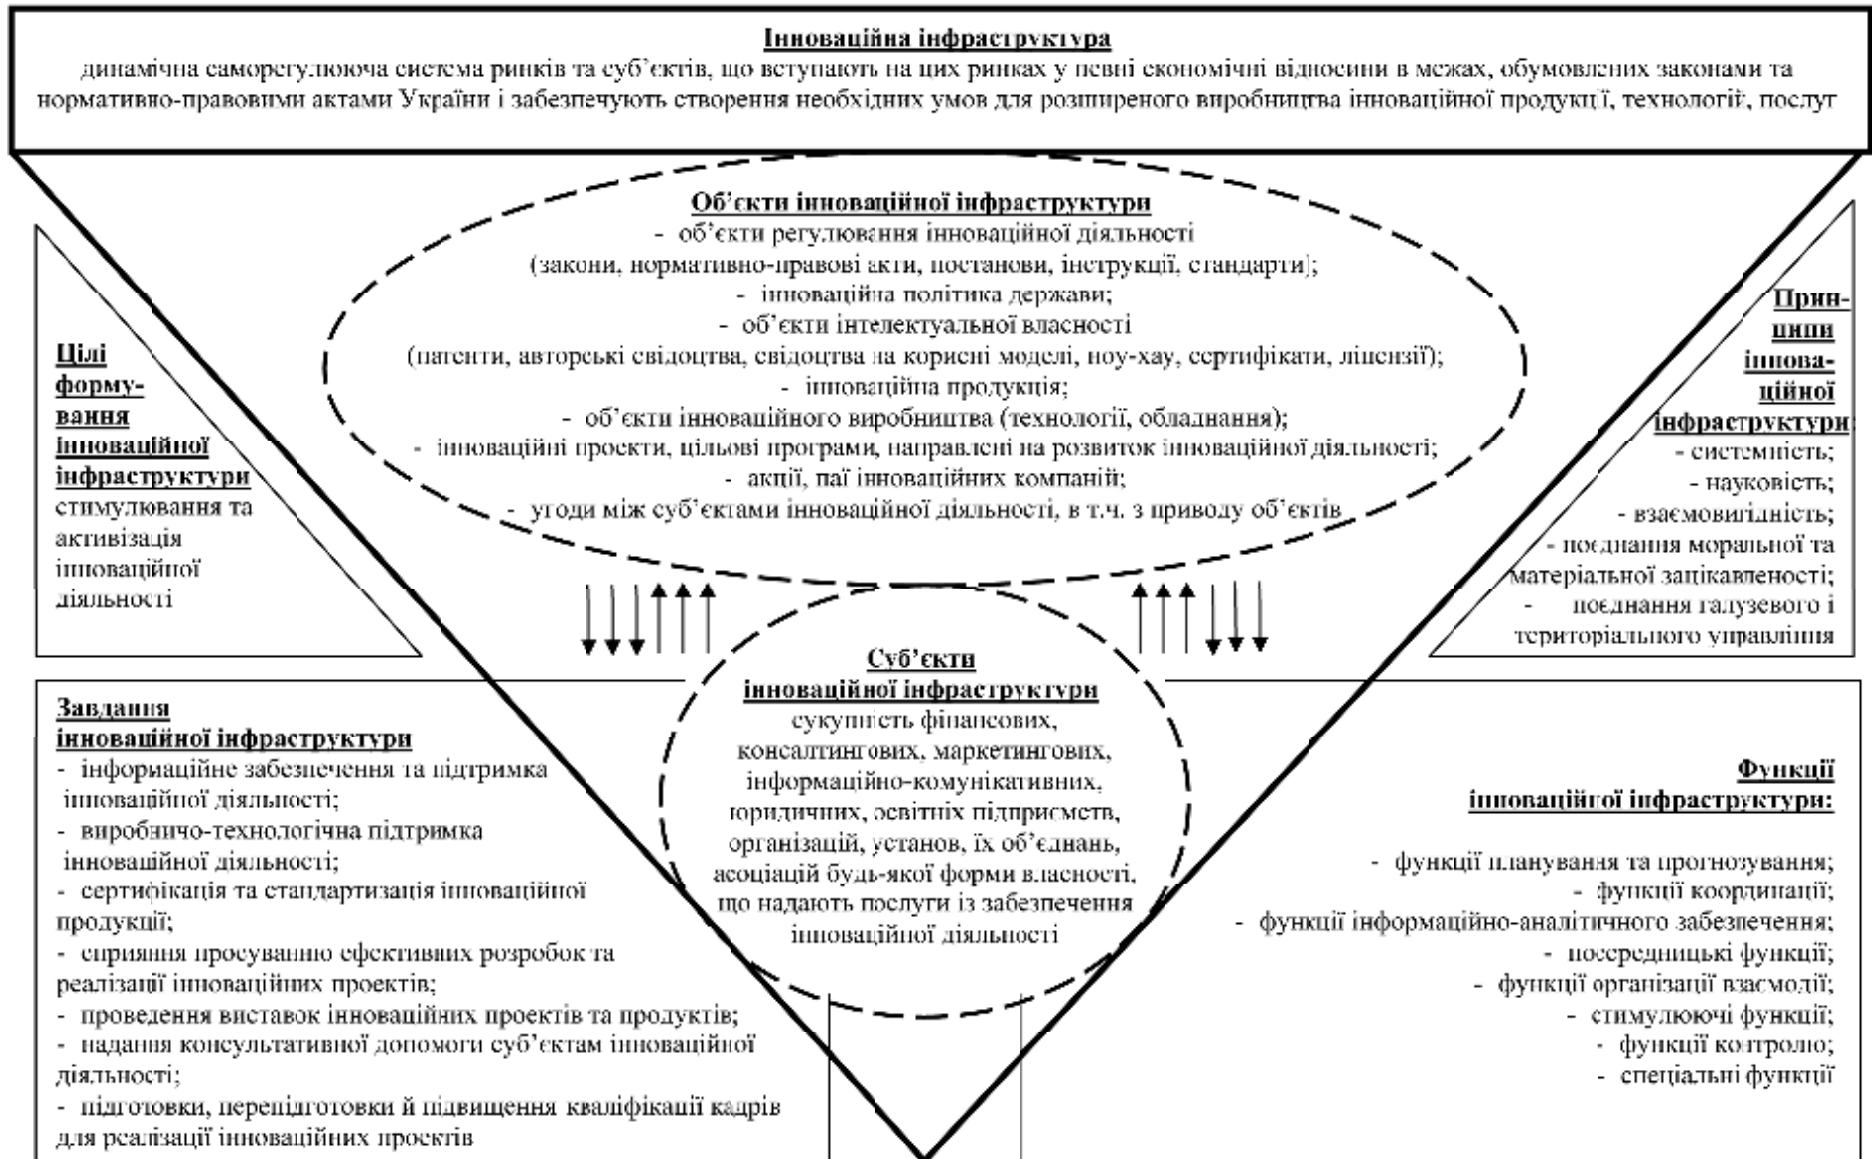 Інноваційна інфраструктура
динамічна саморегулююча система ринків та суб’єктів, що вступають на цих ринках у певні економічні відносини в межах, обумовлених законами та
нормативно-правовими актами України і забезпечують створення необхідних умов для розширеного виробництва інноваційної продукції, технологій, послуг
Об’єкти інноваційної інфраструктури
- об’єкти регулювання інноваційної діяльності
(закони, нормативно-правові акти, постанови, інструкції, стандарти);
- інноваційна політика держави;
- об’єкти інтелектуальної власності
(патенти, авторські свідоцтва, свідоцтва на корисні моделі, ноу-хау, сертифікати, ліцензії);
- інноваційна продукція;
- об’єкти інноваційного виробництва (технології, обладнання);
- інноваційні проекти, цільові програми, направлені на розвиток інноваційної діяльності;
- акції, паї інноваційних компаній;
- угоди між суб’єктами інноваційної діяльності, в т.ч. з приводу об’єктів
Цілі
форму-
вання
інноваційної
інфраструктури
стимулювання та
активізація
інноваційної
діяльності
Прин-
ципи
іннова-
ційної
інфраструктури:
- системність;
- науковість;
- взаємовигідність;
- поєднання моральної та
матеріальної зацікавленості;
- поєднання галузевого і
територіального управління
Суб’єкти
інноваційної інфраструктури
сукупність фінансових,
консалтингових, маркетингових,
інформаційно-комунікативних,
юридичних, освітніх підприємств,
організацій, установ, їх об’єднань,
асоціацій будь-якої форми власності,
що надають послуги із забезпечення
інноваційної діяльності
Завдання
інноваційної інфраструктури
- інформаційне забезпечення та підтримка
інноваційної діяльності;
- виробничо-технологічна підтримка
інноваційної діяльності;
- сертифікація та стандартизація інноваційної
продукції;
- сприяння просуванню ефективних розробок та
реалізації інноваційних проектів;
- проведення виставок інноваційних проектів та продуктів;
- надання консультативної допомоги суб’єктам інноваційної
діяльності;
- підготовки, перепідготовки й підвищення кваліфікації кадрів
для реалізації інноваційних проектів
Функції
інноваційної інфраструктури:
- функції планування та прогнозування;
- функції координації;
- функції інформаційно-аналітичного забезпечення;
- посередницькі функції;
- функції організації взаємодії;
- стимулюючі функції;
- функції контролю;
- спеціальні функції